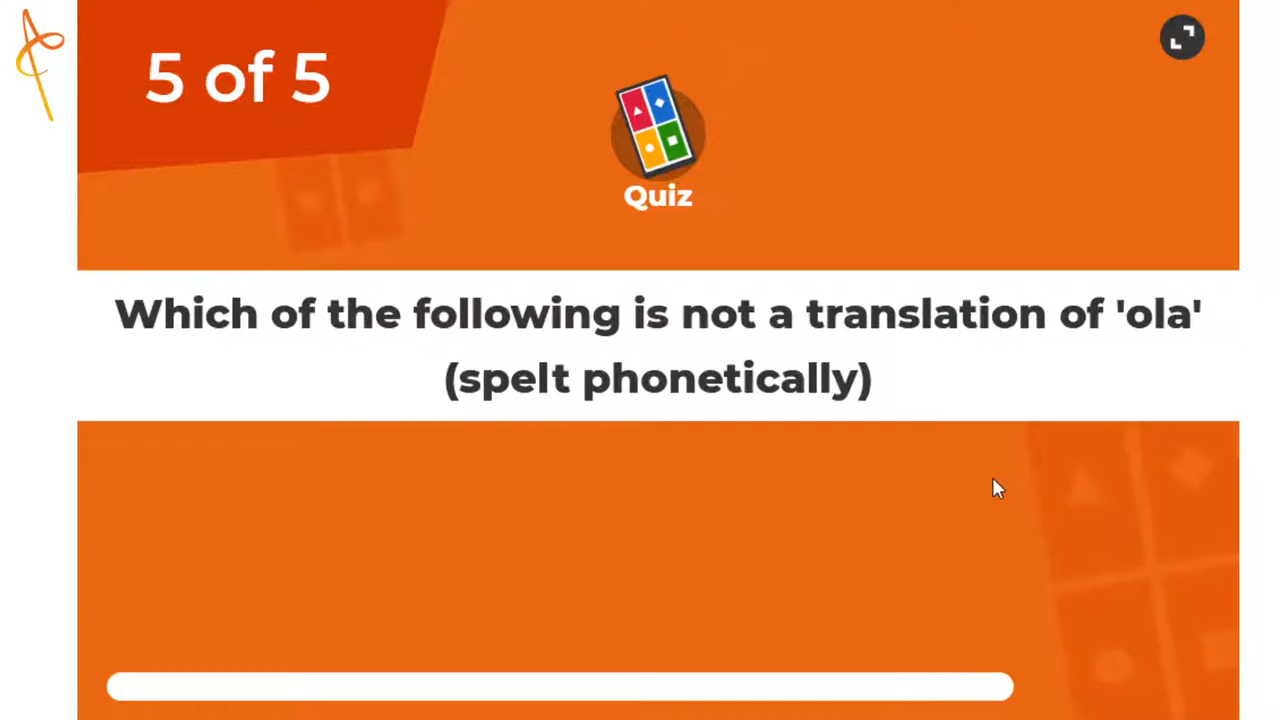 5 of 5
Quiz
Which of the following is not a translation of 'ola'
(spelt phonetically)